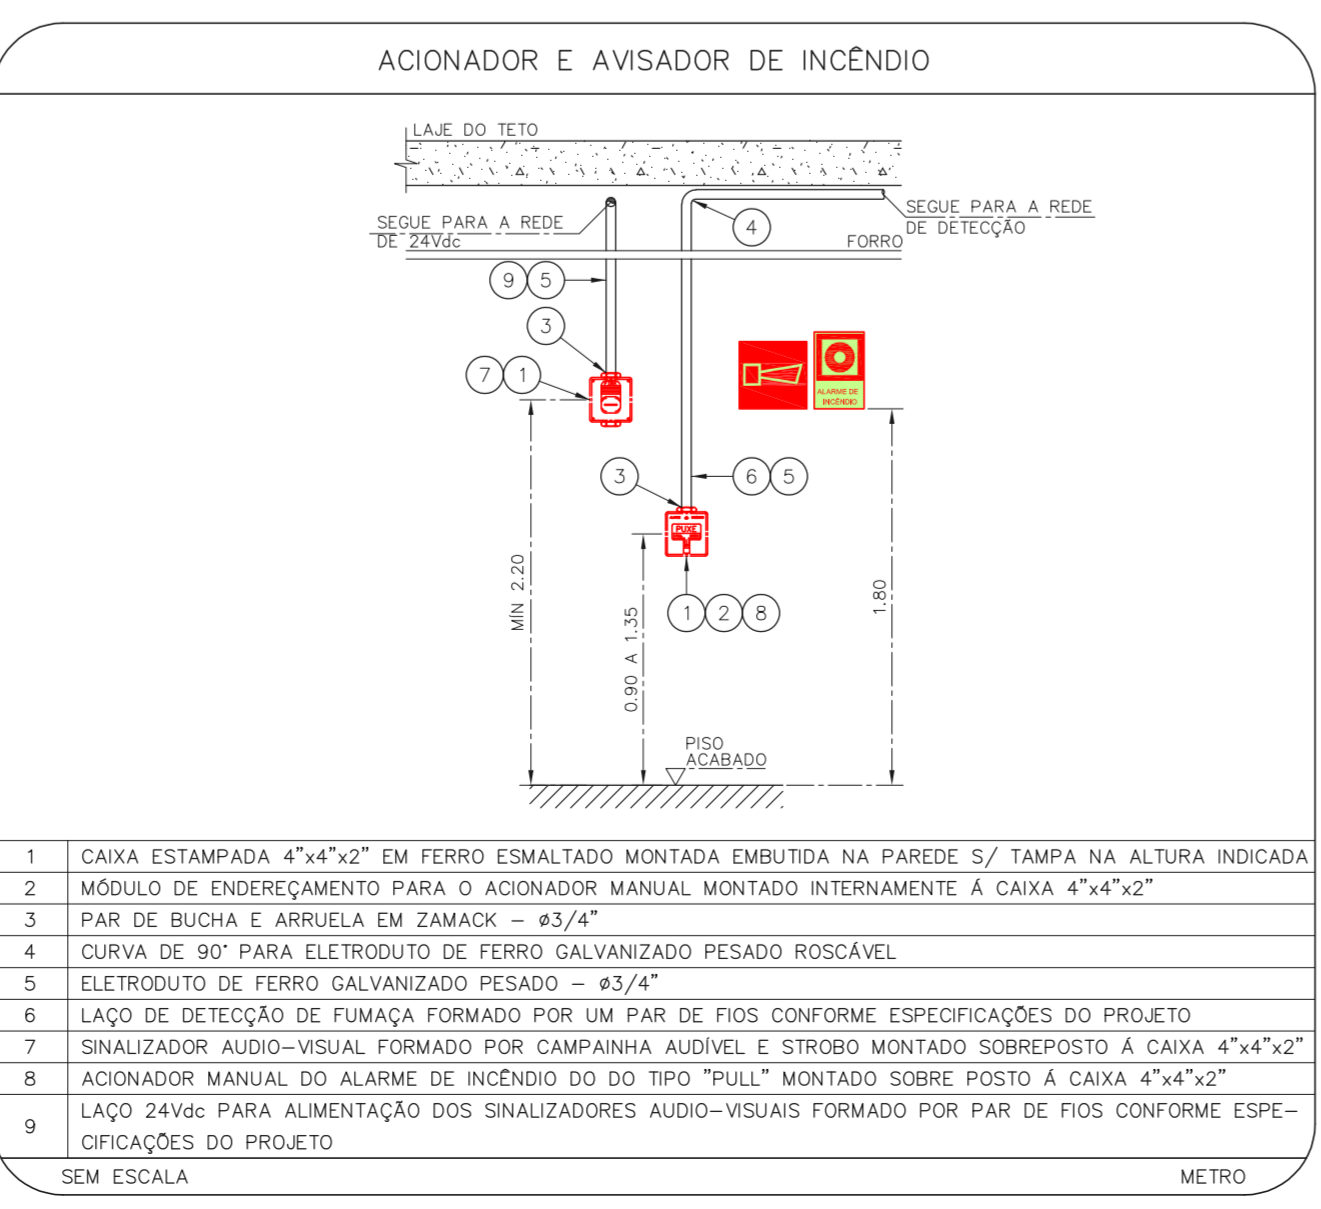 ACIONADOR E AVISADOR DE INCÊNDIO
LAJE DO TETO
SEGUE PARA A REDE
DE 24Vdc
SEGUE PARA A REDE
DE DETECÇÃO
4
FORRO
9 5
3
7 1
ALARME DE
INCÊNDIO
3
6 5
PUXE
1 2 8
MÍN 2.20
0.90 A 1.35
1.80
PISO
ACABADO
1 CAIXA ESTAMPADA 4”x4”x2” EM FERRO ESMALTADO MONTADA EMBUTIDA NA PAREDE S/ TAMPA NA ALTURA INDICADA
2 MÓDULO DE ENDEREÇAMENTO PARA O ACIONADOR MANUAL MONTADO INTERNAMENTE Á CAIXA 4”x4”x2”
3 PAR DE BUCHA E ARRUELA EM ZAMACK – ø3/4”
4 CURVA DE 90° PARA ELETRODUTO DE FERRO GALVANIZADO PESADO ROSCÁVEL
5 ELETRODUTO DE FERRO GALVANIZADO PESADO – ø3/4”
6 LAÇO DE DETECÇÃO DE FUMAÇA FORMADO POR UM PAR DE FIOS CONFORME ESPECIFICAÇÕES DO PROJETO
7 SINALIZADOR AUDIO–VISUAL FORMADO POR CAMPAINHA AUDÍVEL E STROBO MONTADO SOBREPOSTO Á CAIXA 4”x4”x2”
8 ACIONADOR MANUAL DO ALARME DE INCÊNDIO DO DO TIPO "PULL" MONTADO SOBRE POSTO Á CAIXA 4”x4”x2”
9 LAÇO 24Vdc PARA ALIMENTAÇÃO DOS SINALIZADORES AUDIO–VISUAIS FORMADO POR PAR DE FIOS CONFORME ESPE–
CIFICAÇÕES DO PROJETO
SEM ESCALA
METRO